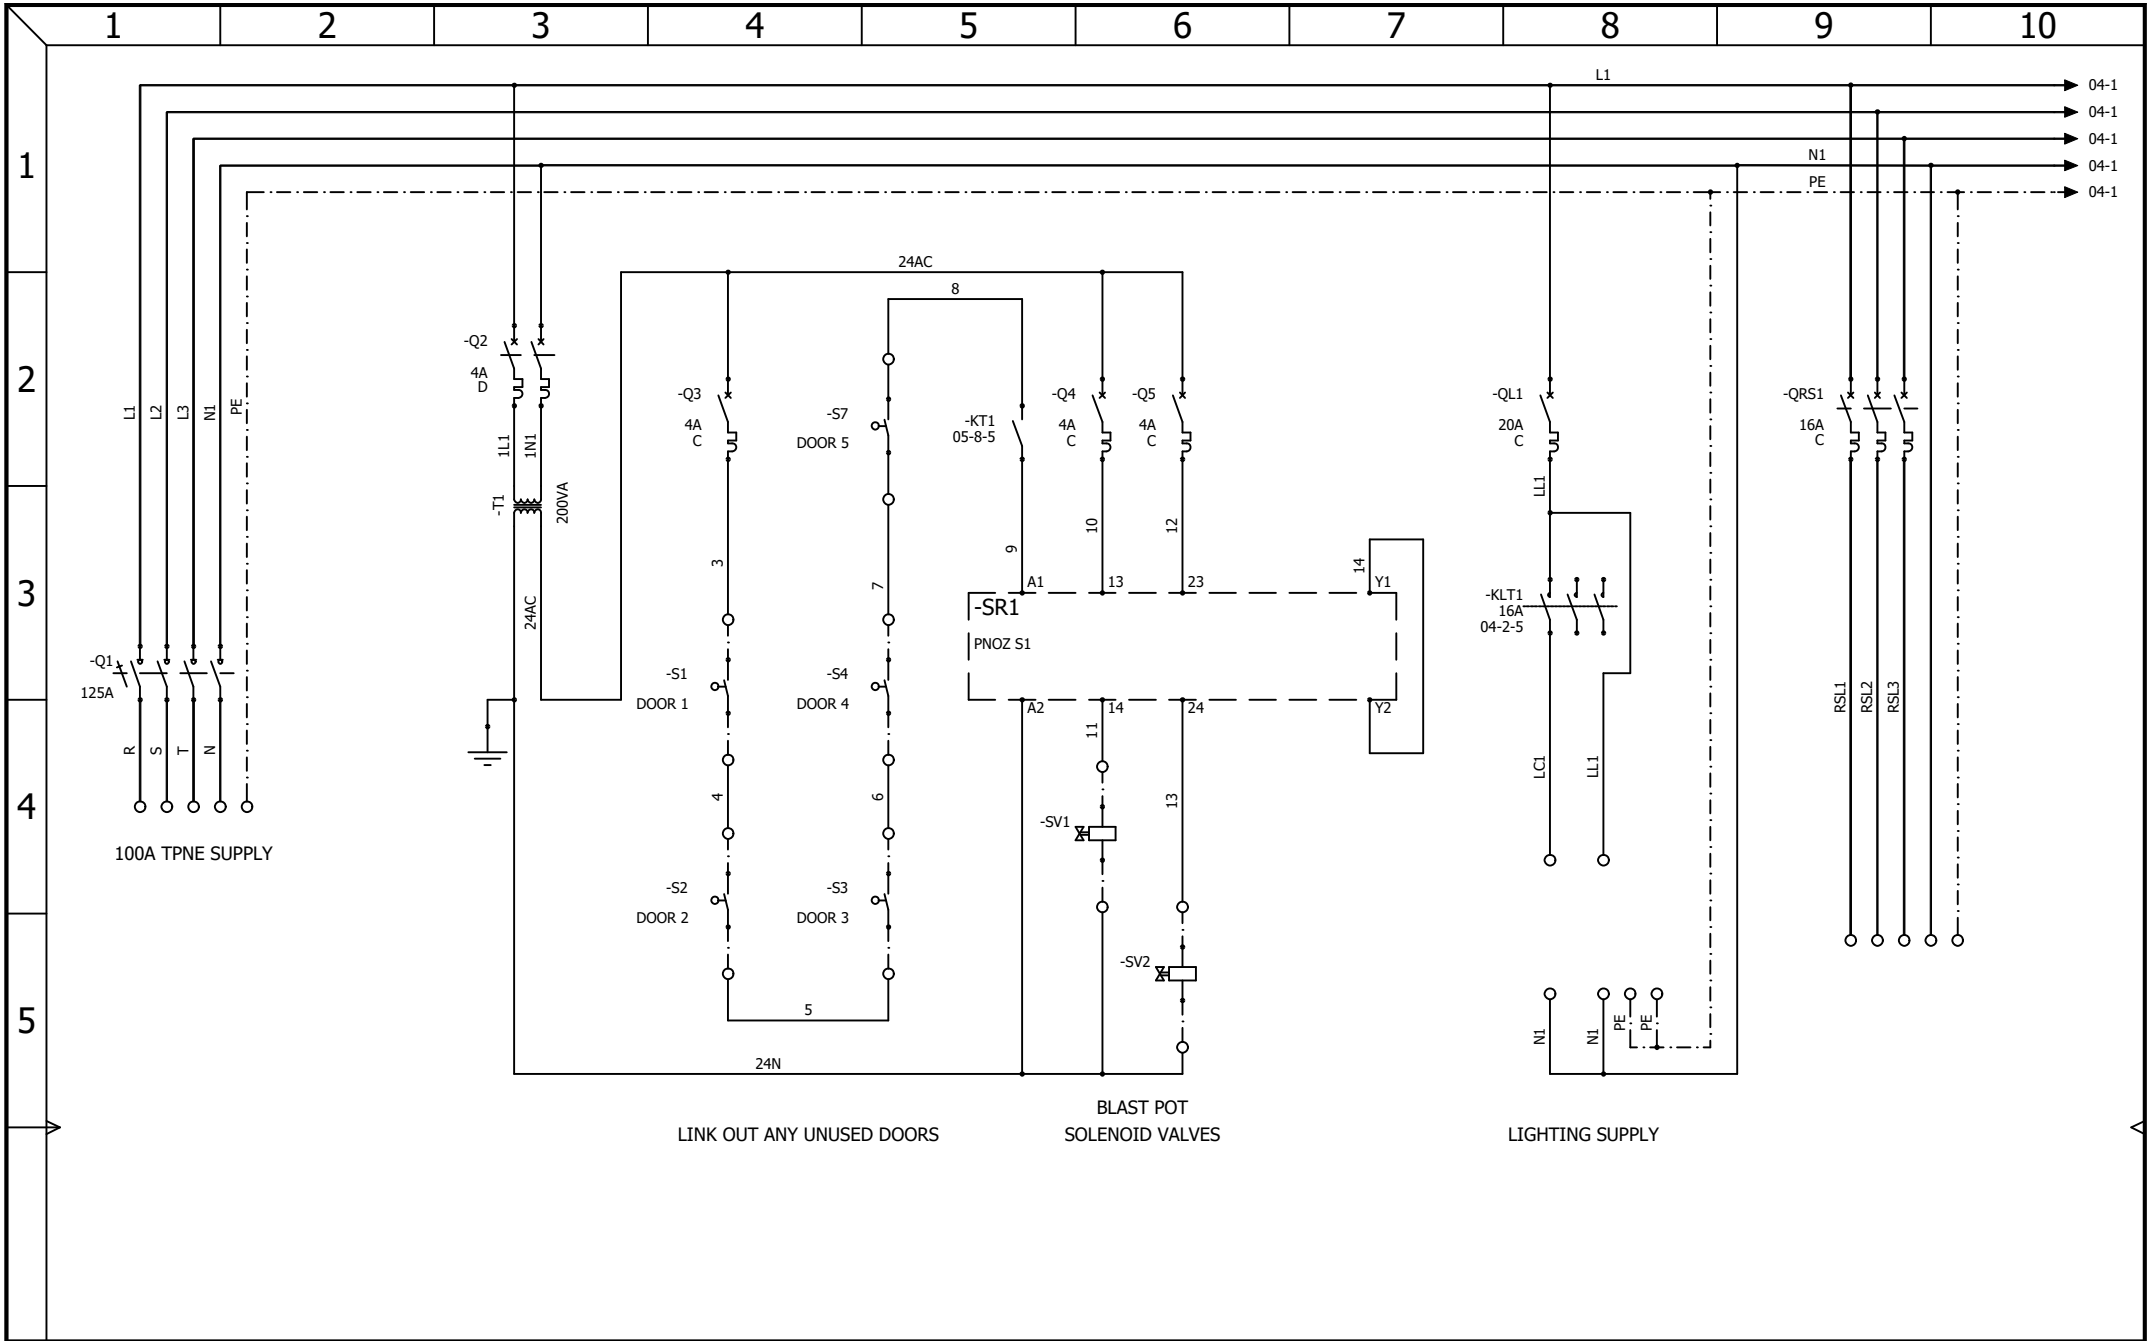 1 2 3 4 5 6 7 8 9 10
L1 04-1
04-1
04-1
1 N1 04-1
PE 04-1
24AC
8
-Q2
4A
D
2
L1 L2 L3 N1 PE
1L1 1N1
-T1 200VA
24AC
-Q3
4A
C
-S7
DOOR 5
-KT1
05-8-5
-Q4
4A
C
-Q5
4A
C
-QL1
20A
C
LL1
-QRS1
16A
C
3
3 7 9 10 12 14
A1 13 23 Y1
-SR1
PNOZ S1
A2 14 24 Y2
-KLT1
16A
04-2-5
RSL1 RSL2 RSL3
-Q1
125A
-S1
DOOR 1
-S4
DOOR 4
R S T N
11
LC1 LL1
4
4 6 13
-SV1
100A TPNE SUPPLY
-S2
DOOR 2
-S3
DOOR 3
-SV2
5
5
N1 N1 PE PE
24N
BLAST POT
LINK OUT ANY UNUSED DOORS SOLENOID VALVES LIGHTING SUPPLY